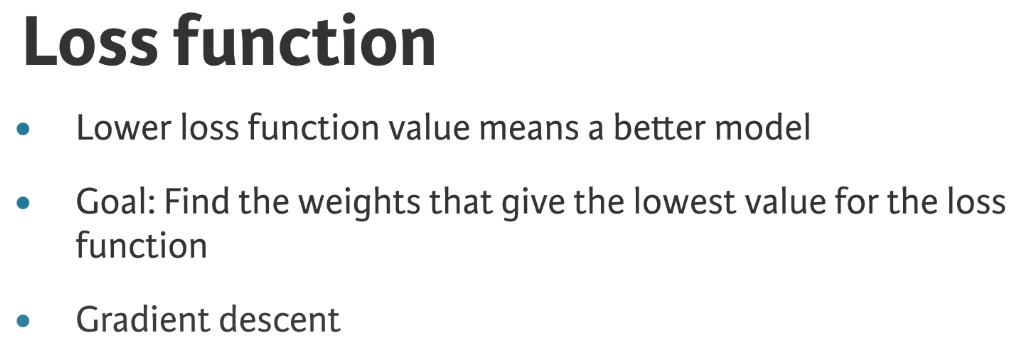 Loss function
• Lower loss function value means a better model
• Goal: Find the weights that give the lowest value for the loss
function
• Gradient descent